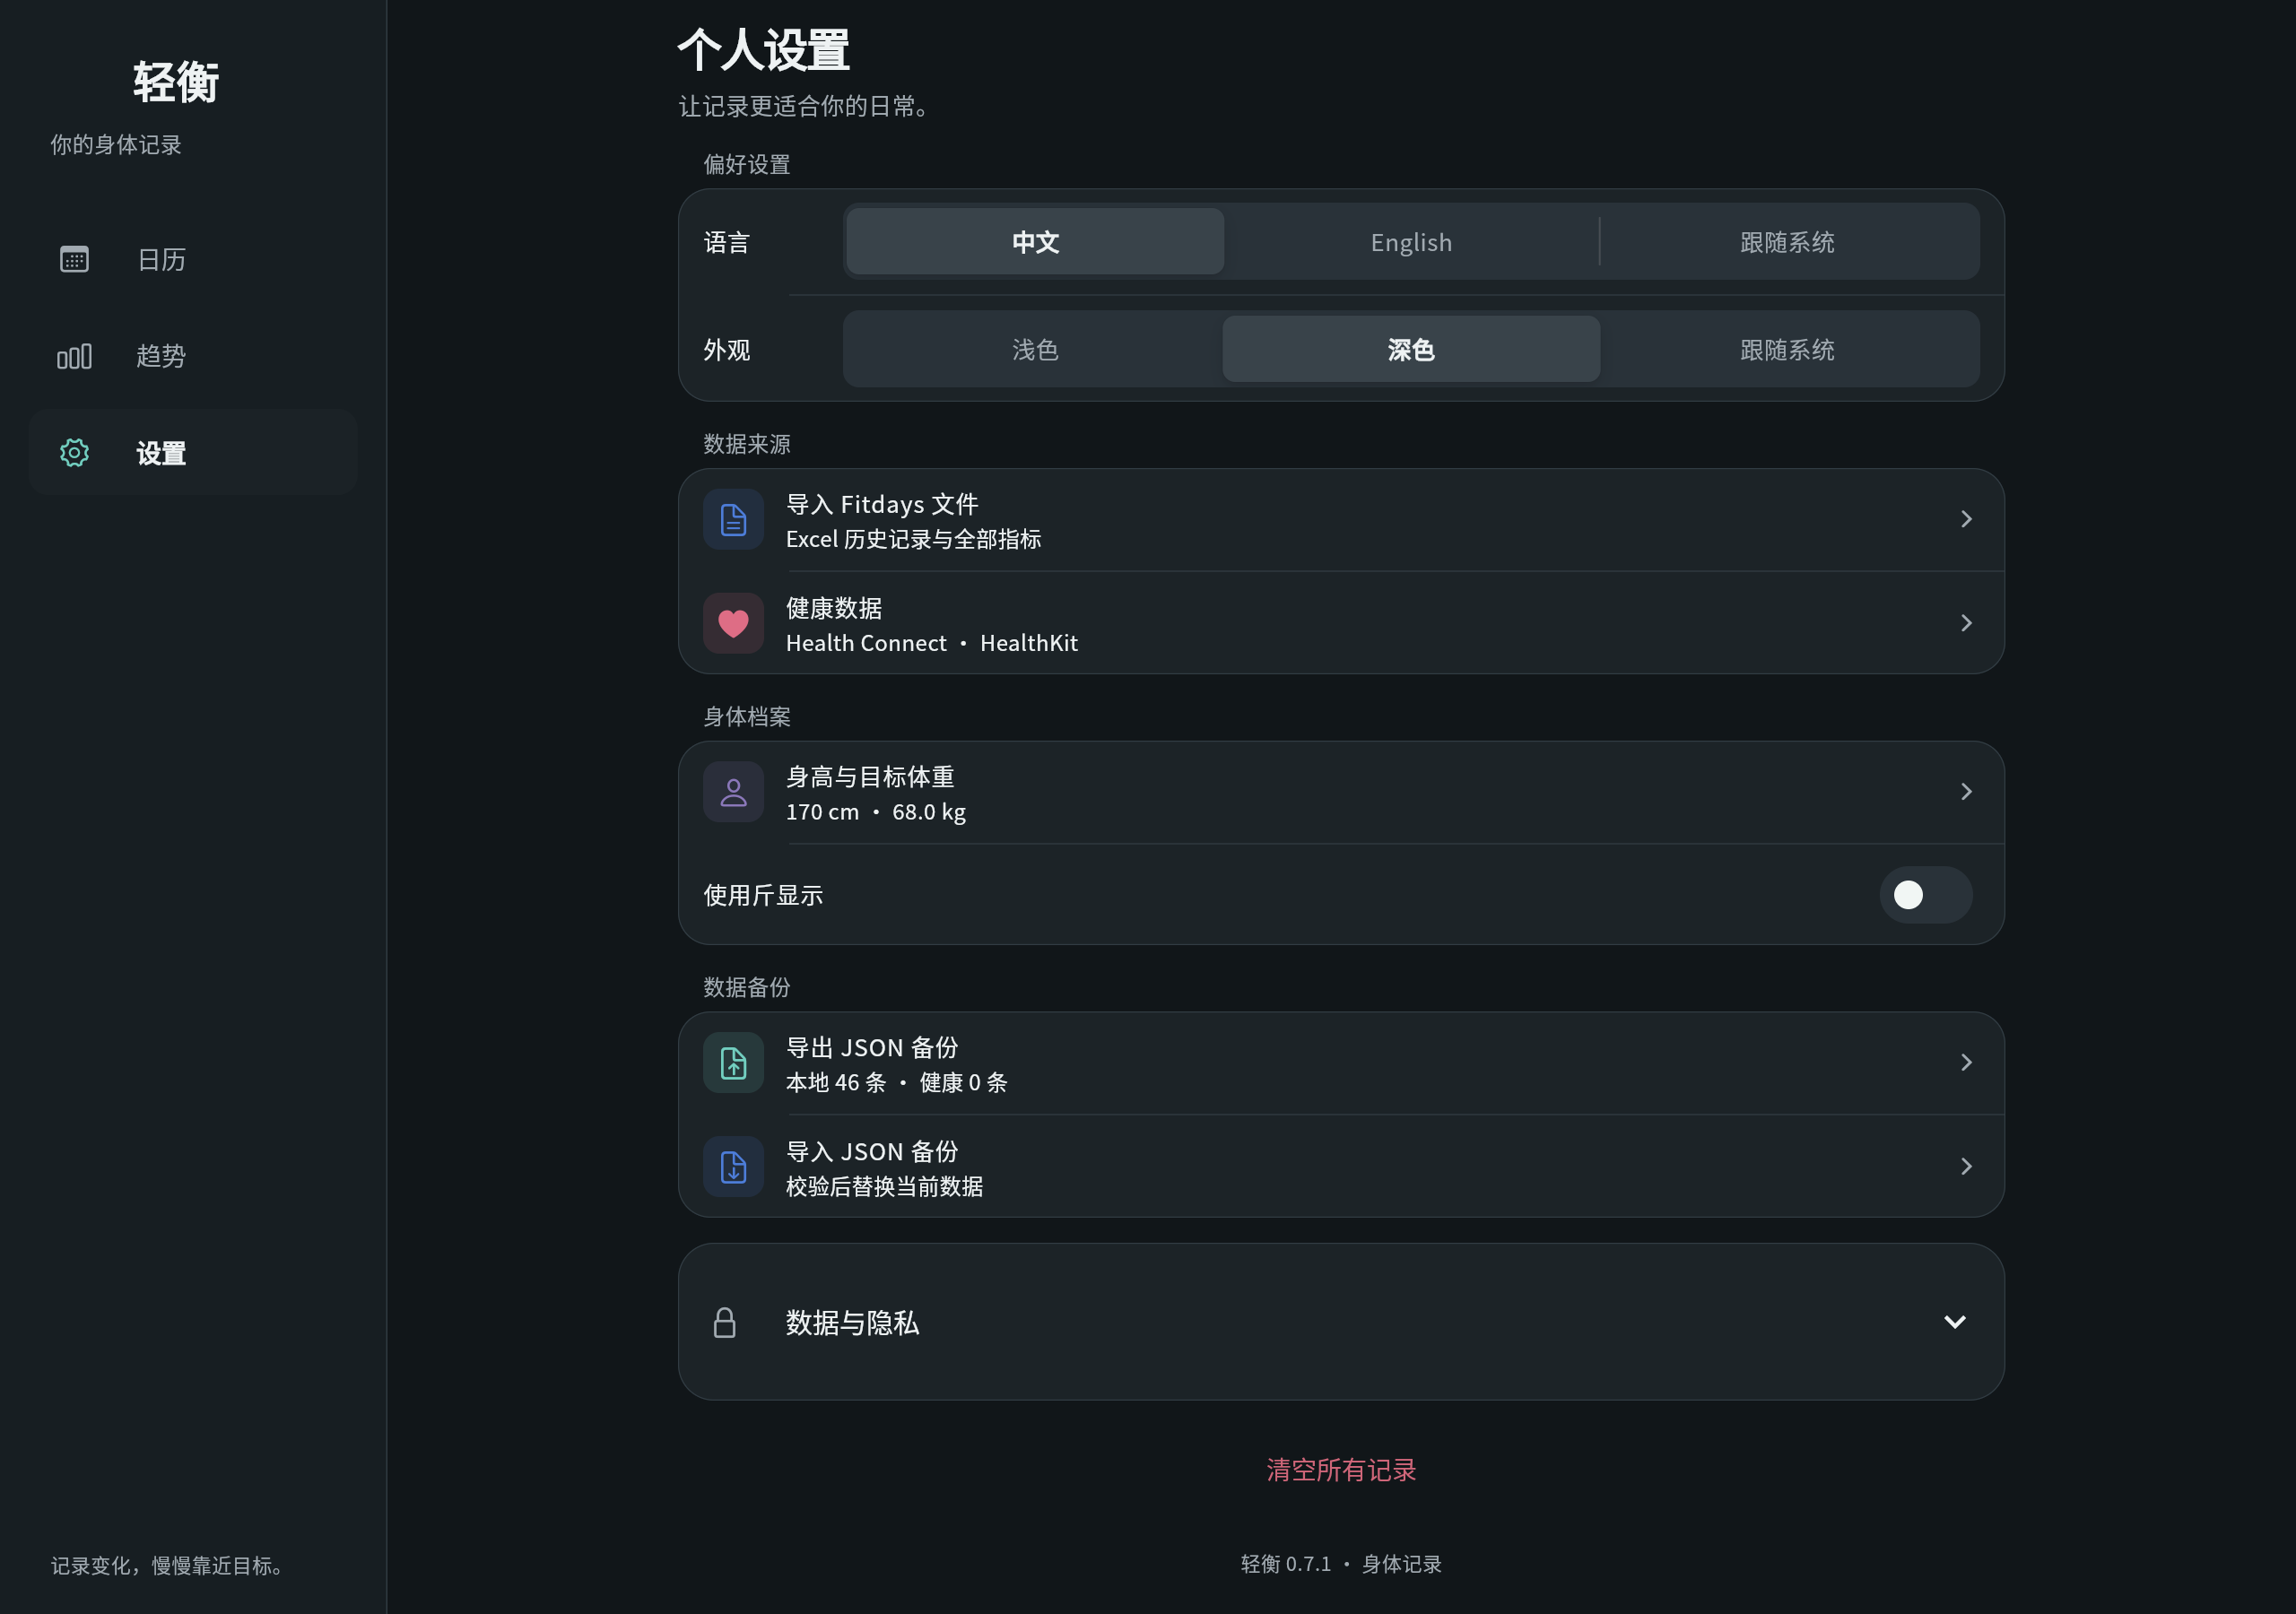 轻衡
你的身体记录
日历
趋势
设置
记录变化，慢慢靠近目标。
个人设置
让记录更适合你的日常。
偏好设置
语言 中文 English 跟随系统
外观 浅色 深色 跟随系统
数据来源
导入 Fitdays 文件
Excel 历史记录与全部指标
健康数据
Health Connect • HealthKit
身体档案
身高与目标体重
170 cm • 68.0 kg
使用斤显示
数据备份
导出 JSON 备份
本地 46 条 • 健康 0 条
导入 JSON 备份
校验后替换当前数据
数据与隐私
清空所有记录
轻衡 0.7.1 • 身体记录